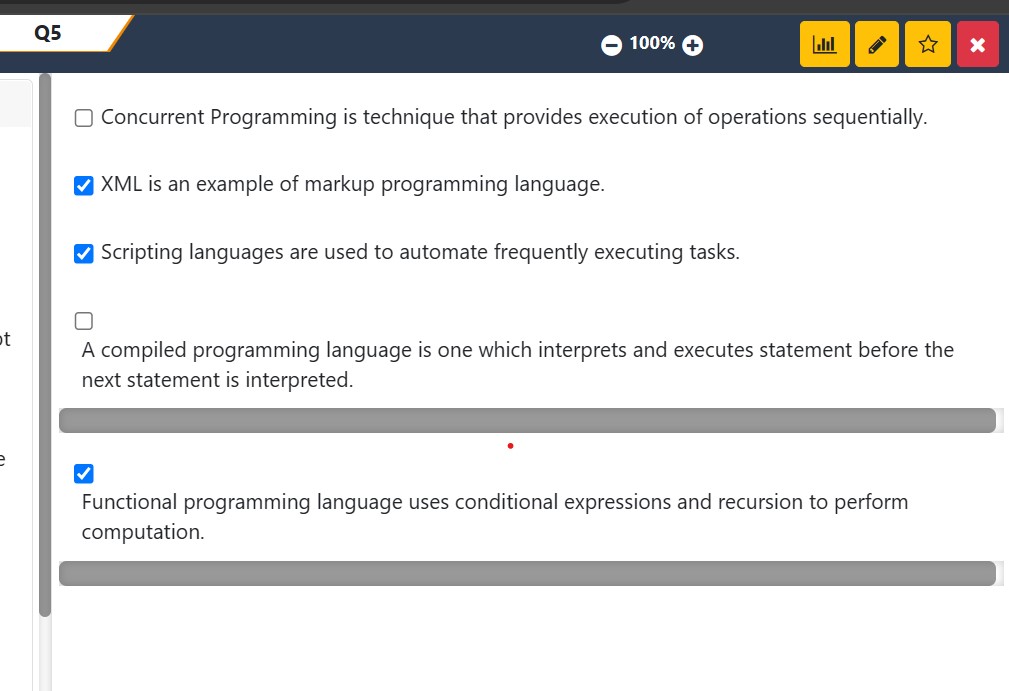 Q5
100%
Concurrent Programming is technique that provides execution of operations sequentially.
XML is an example of markup programming language.
Scripting languages are used to automate frequently executing tasks.
ot
A compiled programming language is one which interprets and executes statement before the
next statement is interpreted.
e
Functional programming language uses conditional expressions and recursion to perform
computation.